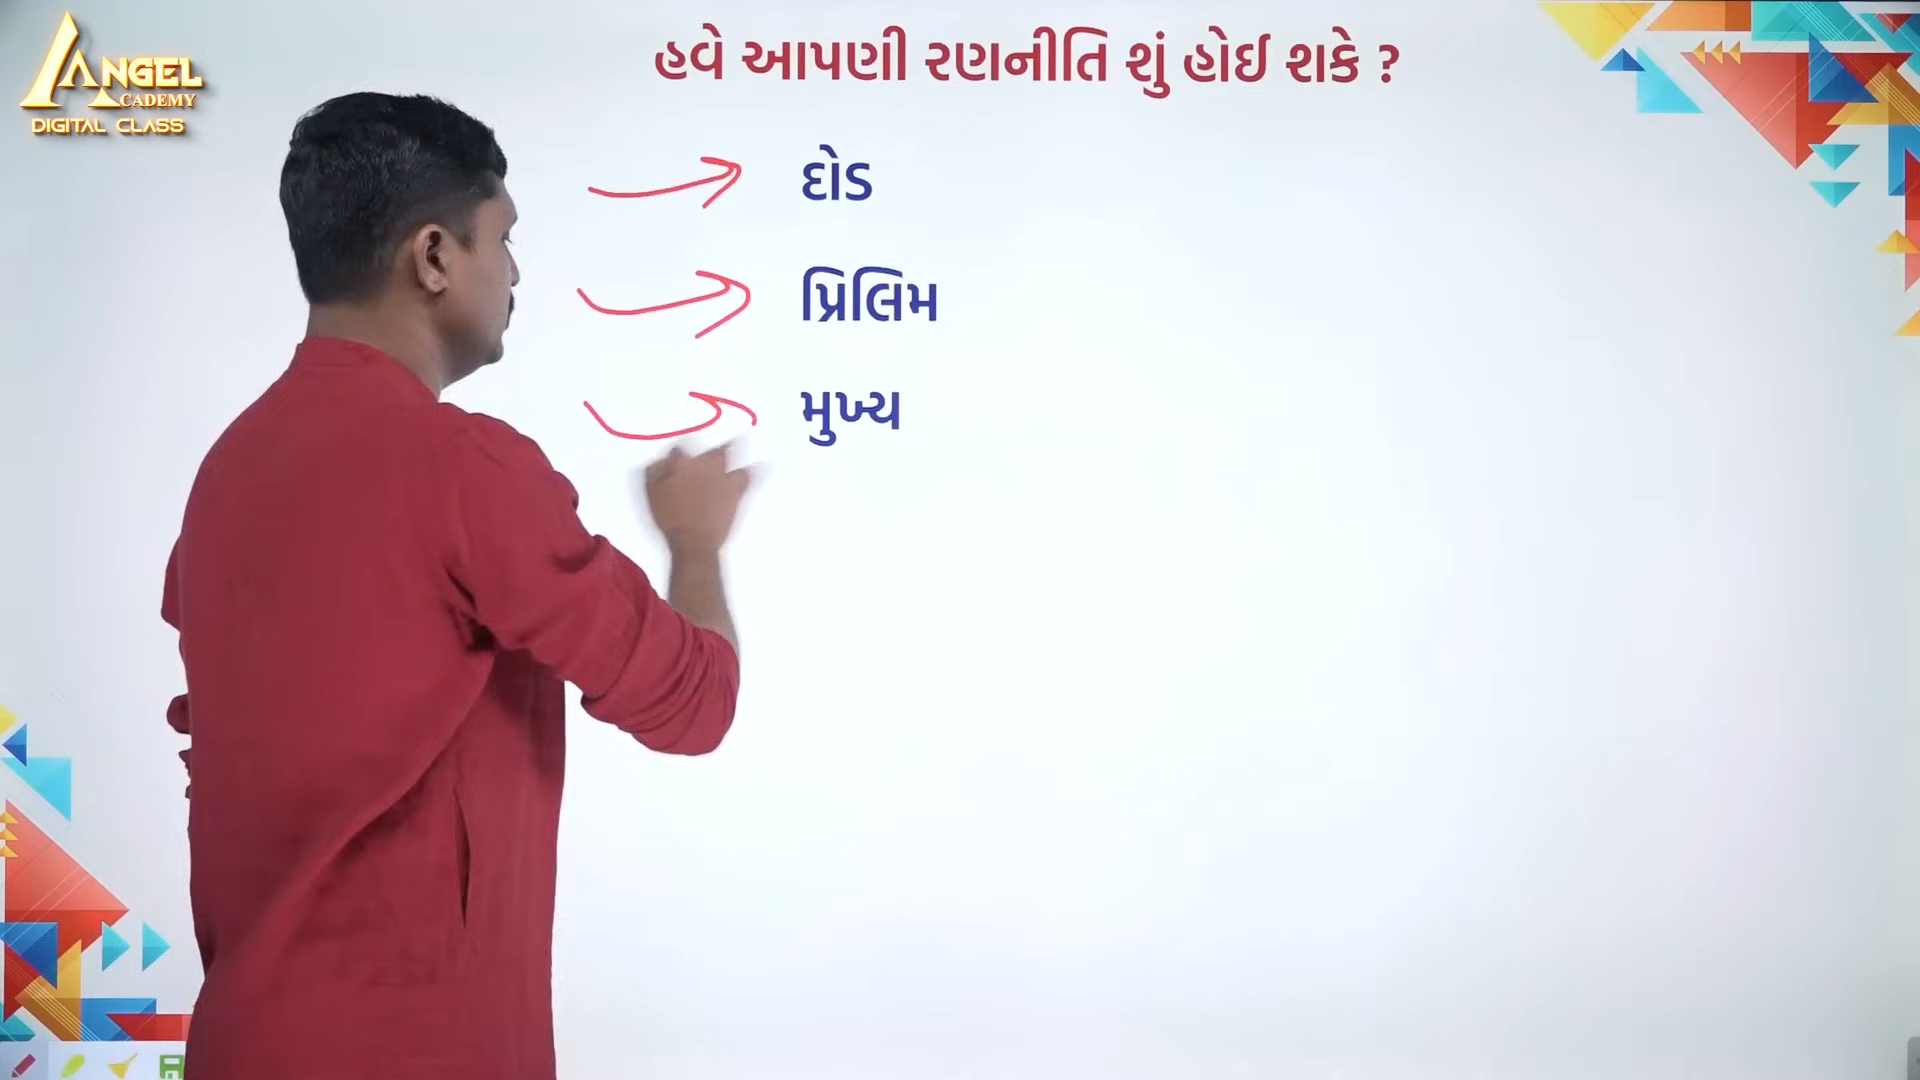 ANGEL
ACADEMY
DIGITAL CLASS
હવે આપણી રણનીતિ શું હોઈ શકે ?
દોડ
પ્રિલિમ
મુખ્ય